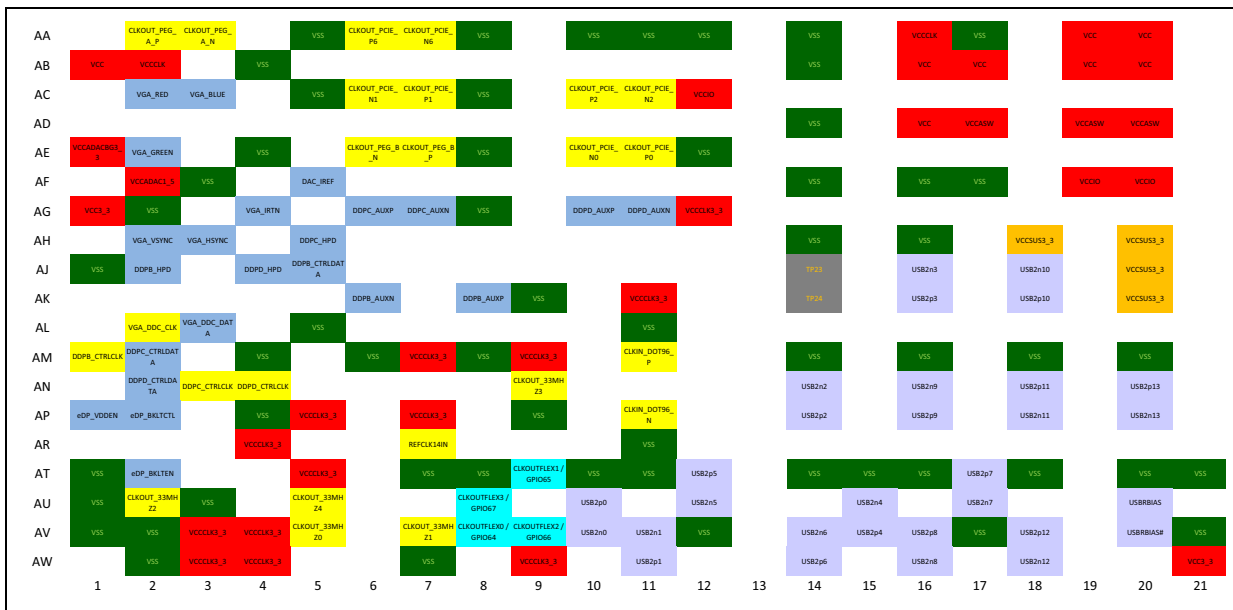 AA CLKOUT_PEG_A_P CLKOUT_PEG_A_N VSS CLKOUT_PCIE_P6 CLKOUT_PCIE_N6 VSS VSS VSS VSS VSS VCCCLK VSS VCC VCC
AB VCC VCCCLK VSS VSS VCC VCC VCC VCC
AC VGA_RED VGA_BLUE VSS CLKOUT_PCIE_N1 CLKOUT_PCIE_P1 VSS CLKOUT_PCIE_P2 CLKOUT_PCIE_N2 VCCIO
AD VSS VCC VCCASW VCCASW VCCASW
AE VCCADACBG3_3 VGA_GREEN VSS CLKOUT_PEG_B_N CLKOUT_PEG_B_P VSS CLKOUT_PCIE_N0 CLKOUT_PCIE_P0 VSS
AF VCCADAC1_5 VSS DAC_IREF VSS VSS VSS VCCIO VCCIO
AG VCC3_3 VSS VGA_IRTN DDPC_AUXP DDPC_AUXN VSS DDPD_AUXP DDPD_AUXN VCCCLK3_3
AH VGA_VSYNC VGA_HSYNC DDPC_HPD VSS VSS VCCSUS3_3 VCCSUS3_3
AJ VSS DDPB_HPD DDPD_HPD DDPB_CTRLDATA TP23 USB2n3 USB2n10 VCCSUS3_3
AK DDPB_AUXN DDPB_AUXP VSS VCCCLK3_3 TP24 USB2p3 USB2p10 VCCSUS3_3
AL VGA_DDC_CLK VGA_DDC_DATA VSS VSS
AM DDPB_CTRLCLK DDPC_CTRLDATA VSS VSS VCCCLK3_3 VSS VCCCLK3_3 CLKIN_DOT96_P VSS VSS VSS VSS
AN DDPD_CTRLDATA DDPC_CTRLCLK DDPD_CTRLCLK CLKOUT_33MHZ3 USB2n2 USB2n9 USB2p11 USB2p13
AP eDP_VDDEN eDP_BKLTCTL VSS VCCCLK3_3 VCCCLK3_3 VSS CLKIN_DOT96_N USB2p2 USB2p9 USB2n11 USB2n13
AR VCCCLK3_3 REFCLK14IN VSS
AT VSS eDP_BKLTEN VCCCLK3_3 VSS VSS CLKOUTFLEX1 / GPIO65 VSS VSS USB2p5 VSS VSS VSS USB2p7 VSS VSS VSS
AU VSS CLKOUT_33MHZ2 VSS CLKOUT_33MHZ4 CLKOUTFLEX3 / GPIO67 USB2p0 USB2n5 USB2n4 USB2n7 USBRBIAS
AV VSS VSS VCCCLK3_3 VCCCLK3_3 CLKOUT_33MHZ0 CLKOUT_33MHZ1 CLKOUTFLEX0 / GPIO64 CLKOUTFLEX2 / GPIO66 USB2n0 USB2n1 VSS USB2n6 USB2p4 USB2p8 VSS USB2p12 USBRBIAS# VSS
AW VSS VCCCLK3_3 VCCCLK3_3 VSS VCCCLK3_3 USB2p1 USB2p6 USB2n8 USB2n12 VCC3_3
1 2 3 4 5 6 7 8 9 10 11 12 13 14 15 16 17 18 19 20 21